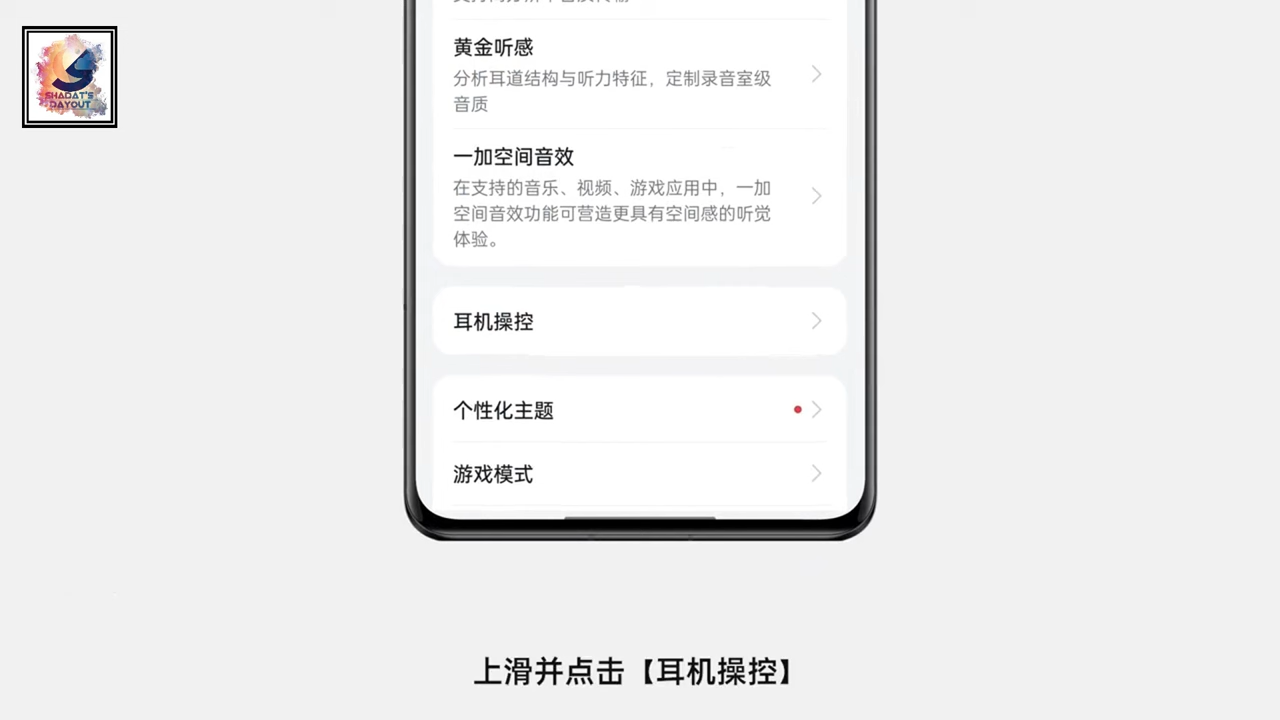 SHADAT'S
DAYOUT
黄金听感
分析耳道结构与听力特征，定制录音室级
音质
一加空间音效
在支持的音乐、视频、游戏应用中，一加
空间音效功能可营造更具有空间感的听觉
体验。
耳机操控
个性化主题
游戏模式
上滑并点击【耳机操控】